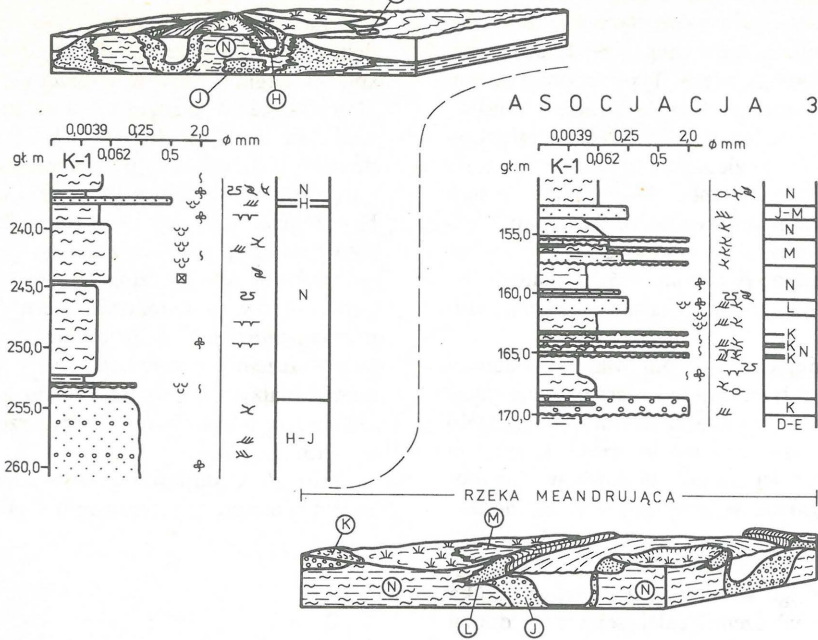 N
J
H
ASOCJACJA 3
0,0039 0,25 2,0 ø mm
gł. m K-1 0,062 0,5
240,0
245,0
250,0
255,0
260,0
N
H
N
H-J
0,0039 0,25 2,0 ø mm
gł. m K-1 0,062 0,5
155,0
160,0
165,0
170,0
N
J-M
N
M
N
L
K
K N
K
K
D-E
RZEKA MEANDRUJĄCA
K
M
N
N
L
J